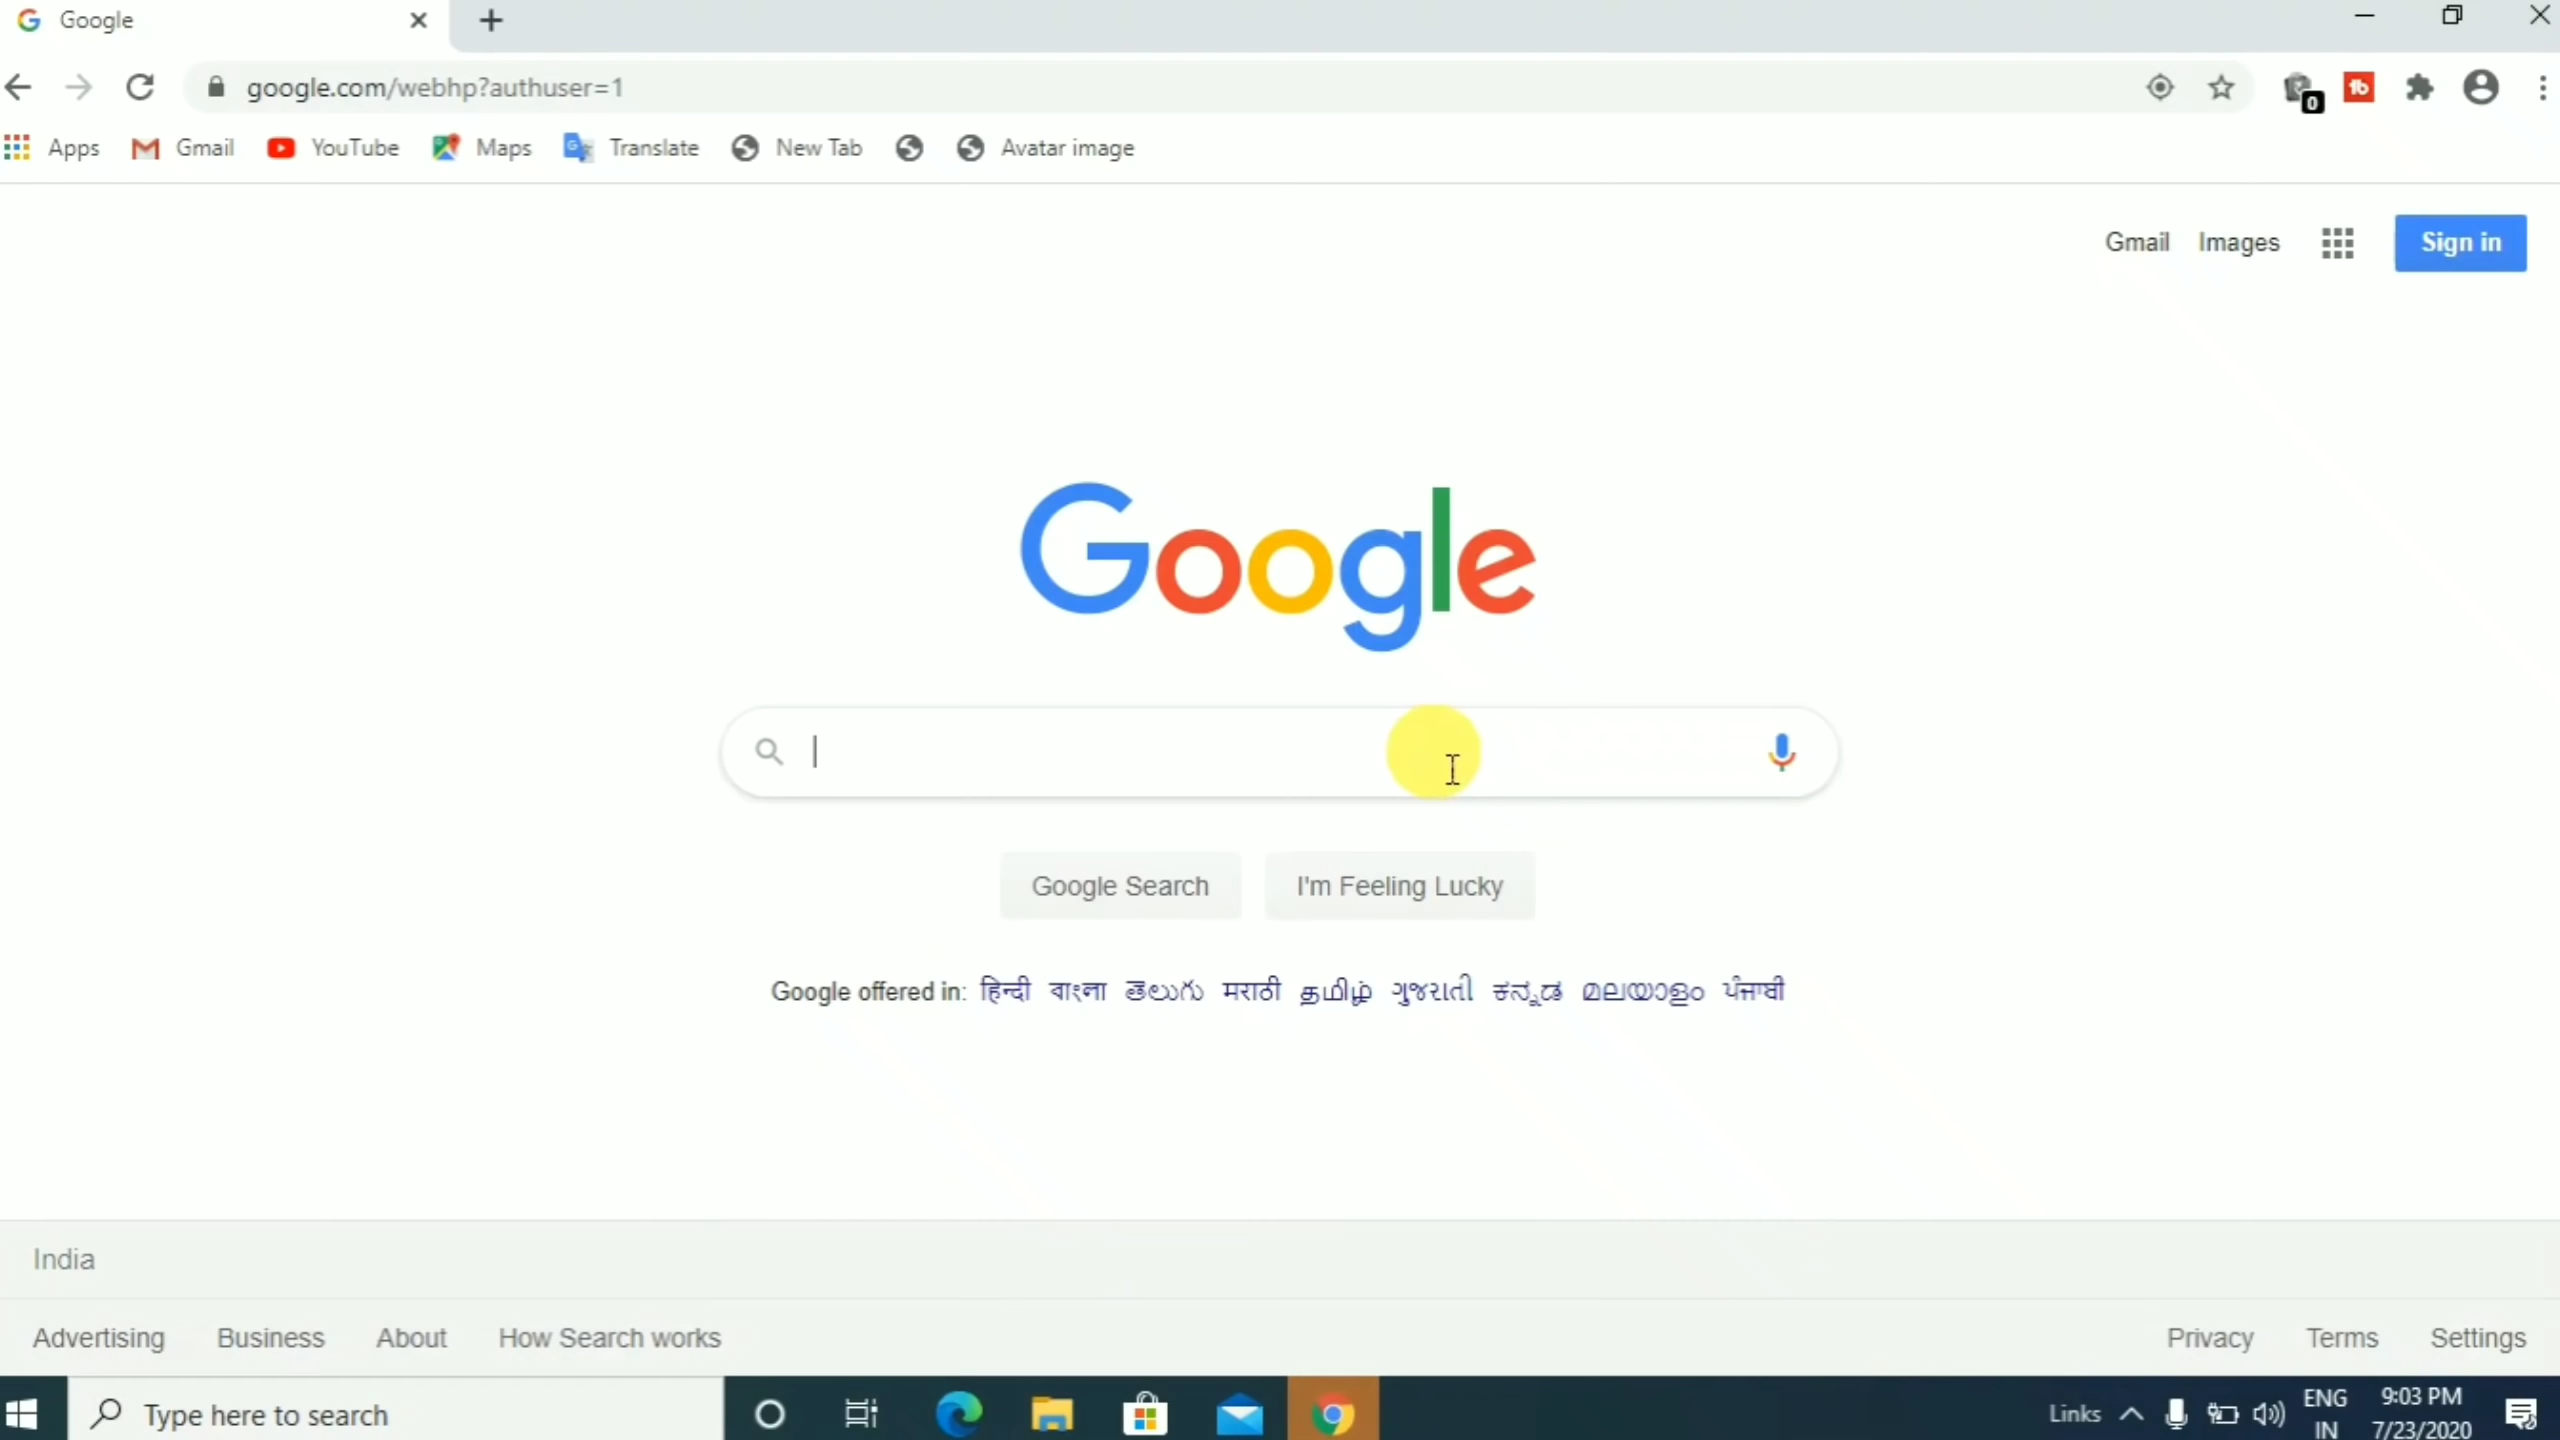 Google
google.com/webhp?authuser=1
Apps Gmail YouTube Maps Translate New Tab Avatar image
Gmail Images Sign in
Google
Google Search I'm Feeling Lucky
Google offered in: हिन्दी বাংলা తెలుగు मराठी தமிழ் ગુજરાતી ಕನ್ನಡ മലയാളം ਪੰਜਾਬੀ
India
Advertising Business About How Search works Privacy Terms Settings
Type here to search Links ENG 9:03 PM
IN 7/23/2020